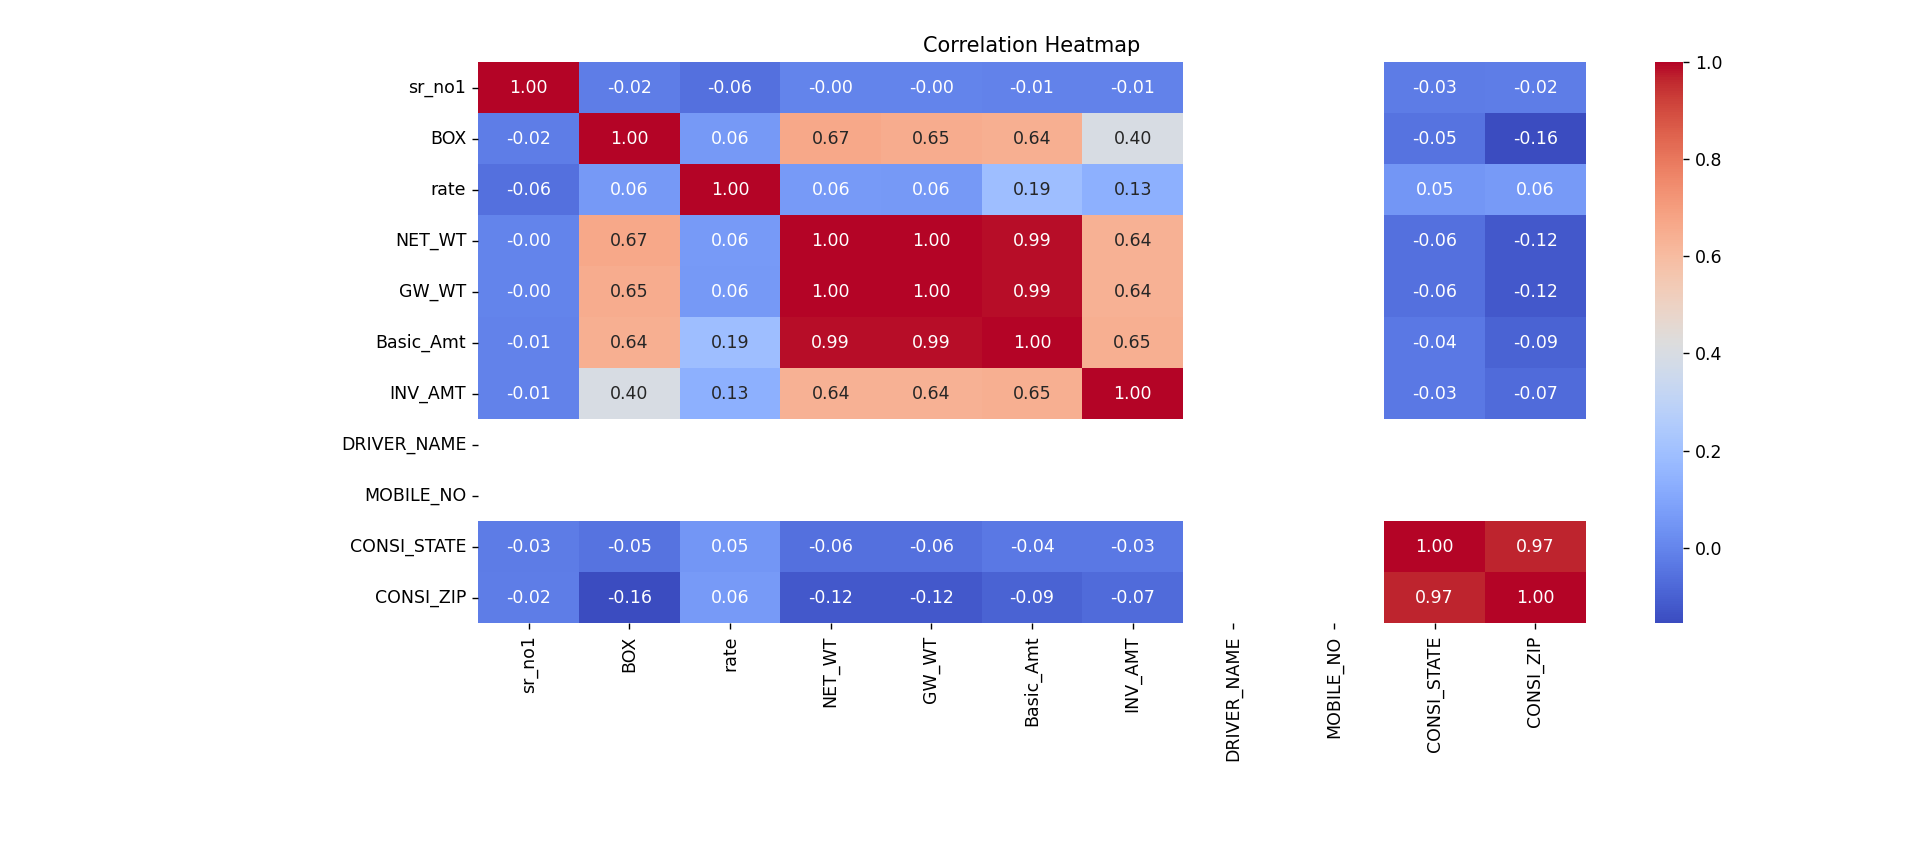 Correlation Heatmap
sr_no1 1.00 -0.02 -0.06 -0.00 -0.00 -0.01 -0.01 -0.03 -0.02
BOX -0.02 1.00 0.06 0.67 0.65 0.64 0.40 -0.05 -0.16
rate -0.06 0.06 1.00 0.06 0.06 0.19 0.13 0.05 0.06
NET_WT -0.00 0.67 0.06 1.00 1.00 0.99 0.64 -0.06 -0.12
GW_WT -0.00 0.65 0.06 1.00 1.00 0.99 0.64 -0.06 -0.12
Basic_Amt -0.01 0.64 0.19 0.99 0.99 1.00 0.65 -0.04 -0.09
INV_AMT -0.01 0.40 0.13 0.64 0.64 0.65 1.00 -0.03 -0.07
DRIVER_NAME
MOBILE_NO
CONSI_STATE -0.03 -0.05 0.05 -0.06 -0.06 -0.04 -0.03 1.00 0.97
CONSI_ZIP -0.02 -0.16 0.06 -0.12 -0.12 -0.09 -0.07 0.97 1.00
sr_no1 BOX rate NET_WT GW_WT Basic_Amt INV_AMT DRIVER_NAME MOBILE_NO CONSI_STATE CONSI_ZIP
1.0
0.8
0.6
0.4
0.2
0.0